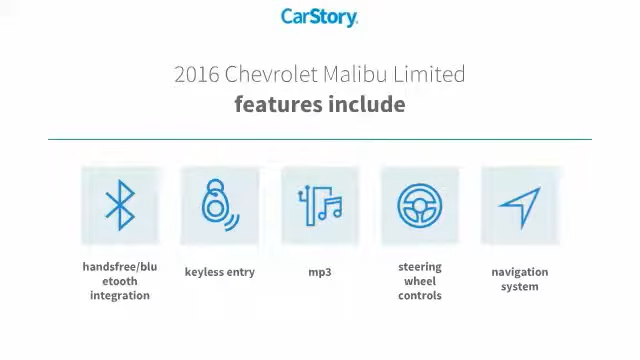 CarStory.
2016 Chevrolet Malibu Limited
features include
handsfree/blu
etooth
integration
keyless entry
mp3
steering
wheel
controls
navigation
system